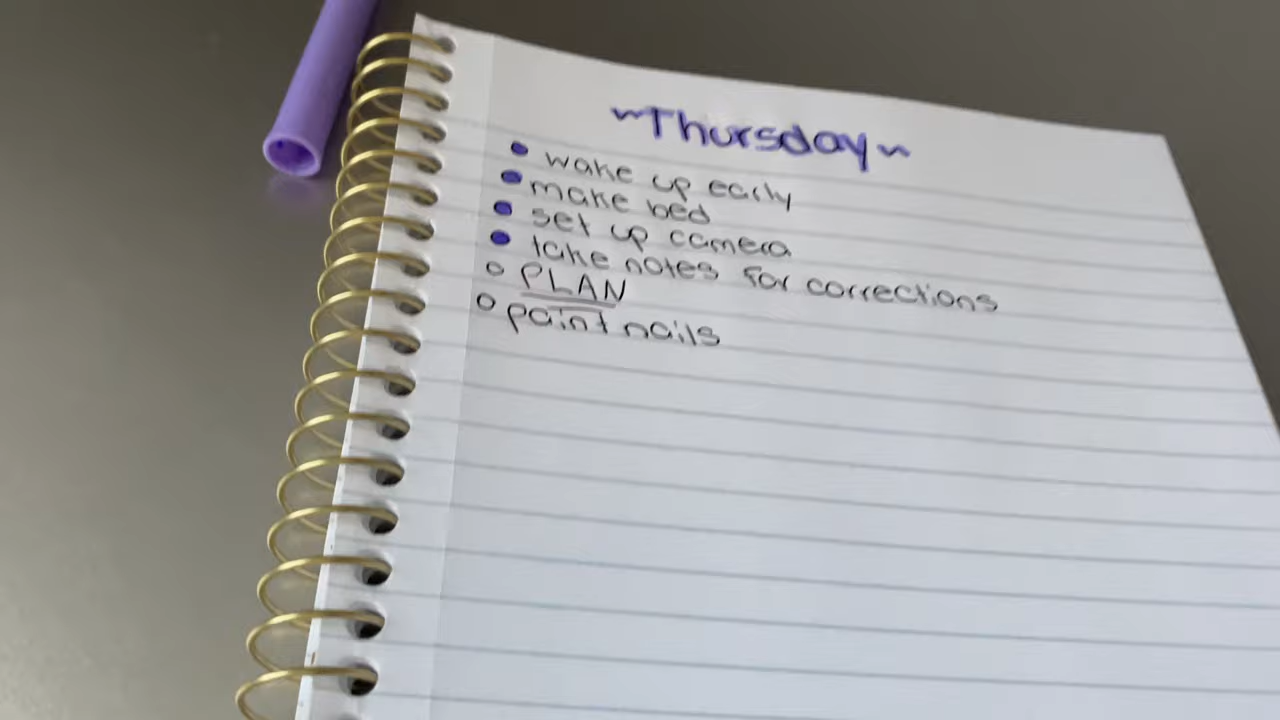 ~Thursday~
• wake up early
• make bed
• set up camera
• take notes for corrections
○ PLAN
○ paint nails